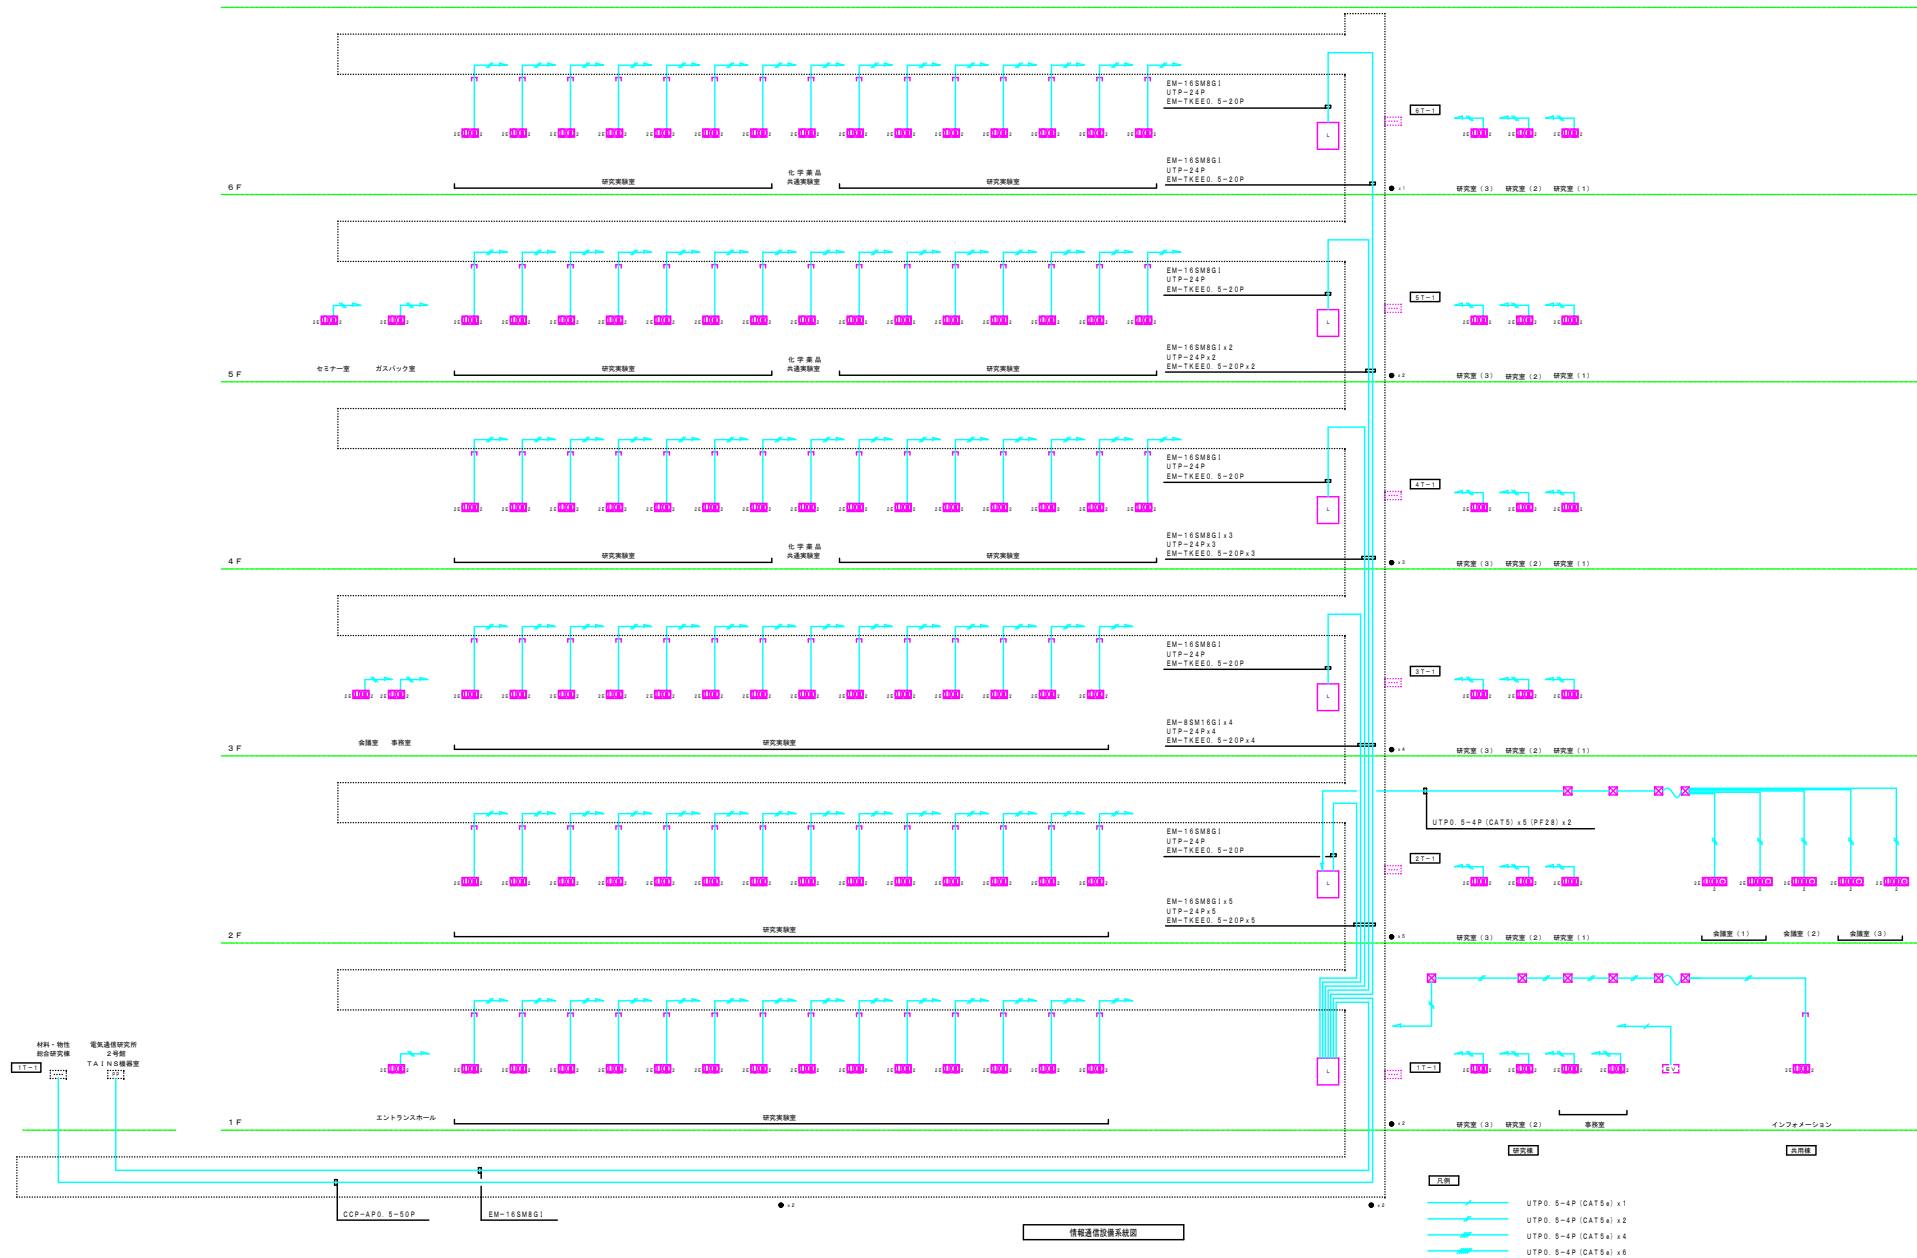 EM-16SM8GI
UTP-24P
EM-TKEE0.5-20P
6T-1
2E 2
L
EM-16SM8GI
UTP-24P
EM-TKEE0.5-20P
6F
研究実験室
化学薬品
共通実験室
研究実験室
x1
研究室(3) 研究室(2) 研究室(1)
EM-16SM8GI
UTP-24P
EM-TKEE0.5-20P
5T-1
L
EM-16SM8GIx2
UTP-24Px2
EM-TKEE0.5-20Px2
5F
セミナー室 ガスパック室
研究実験室
化学薬品
共通実験室
研究実験室
x2
研究室(3) 研究室(2) 研究室(1)
EM-16SM8GI
UTP-24P
EM-TKEE0.5-20P
4T-1
L
EM-16SM8GIx3
UTP-24Px3
EM-TKEE0.5-20Px3
4F
研究実験室
化学薬品
共通実験室
研究実験室
x3
研究室(3) 研究室(2) 研究室(1)
EM-16SM8GI
UTP-24P
EM-TKEE0.5-20P
3T-1
L
EM-8SM16GIx4
UTP-24Px4
EM-TKEE0.5-20Px4
3F
会議室 事務室
研究実験室
x4
研究室(3) 研究室(2) 研究室(1)
UTP0.5-4P(CAT5)x5(PF28)x2
EM-16SM8GI
UTP-24P
EM-TKEE0.5-20P
2T-1
L
EM-16SM8GIx5
UTP-24Px5
EM-TKEE0.5-20Px5
2F
研究実験室
x5
研究室(3) 研究室(2) 研究室(1)
会議室(1) 会議室(2) 会議室(3)
材料・物性
総合研究棟
1T-1
電気通信研究所
2号館
TAINS機器室
L
1T-1
EV
1F
エントランスホール
研究実験室
x2
研究室(3) 研究室(2)
事務室
インフォメーション
研究棟
共用棟
CCP-AP0.5-50P
EM-16SM8GI
x2
x2
情報通信設備系統図
凡例
UTP0.5-4P(CAT5e)x1
UTP0.5-4P(CAT5e)x2
UTP0.5-4P(CAT5e)x4
UTP0.5-4P(CAT5e)x6